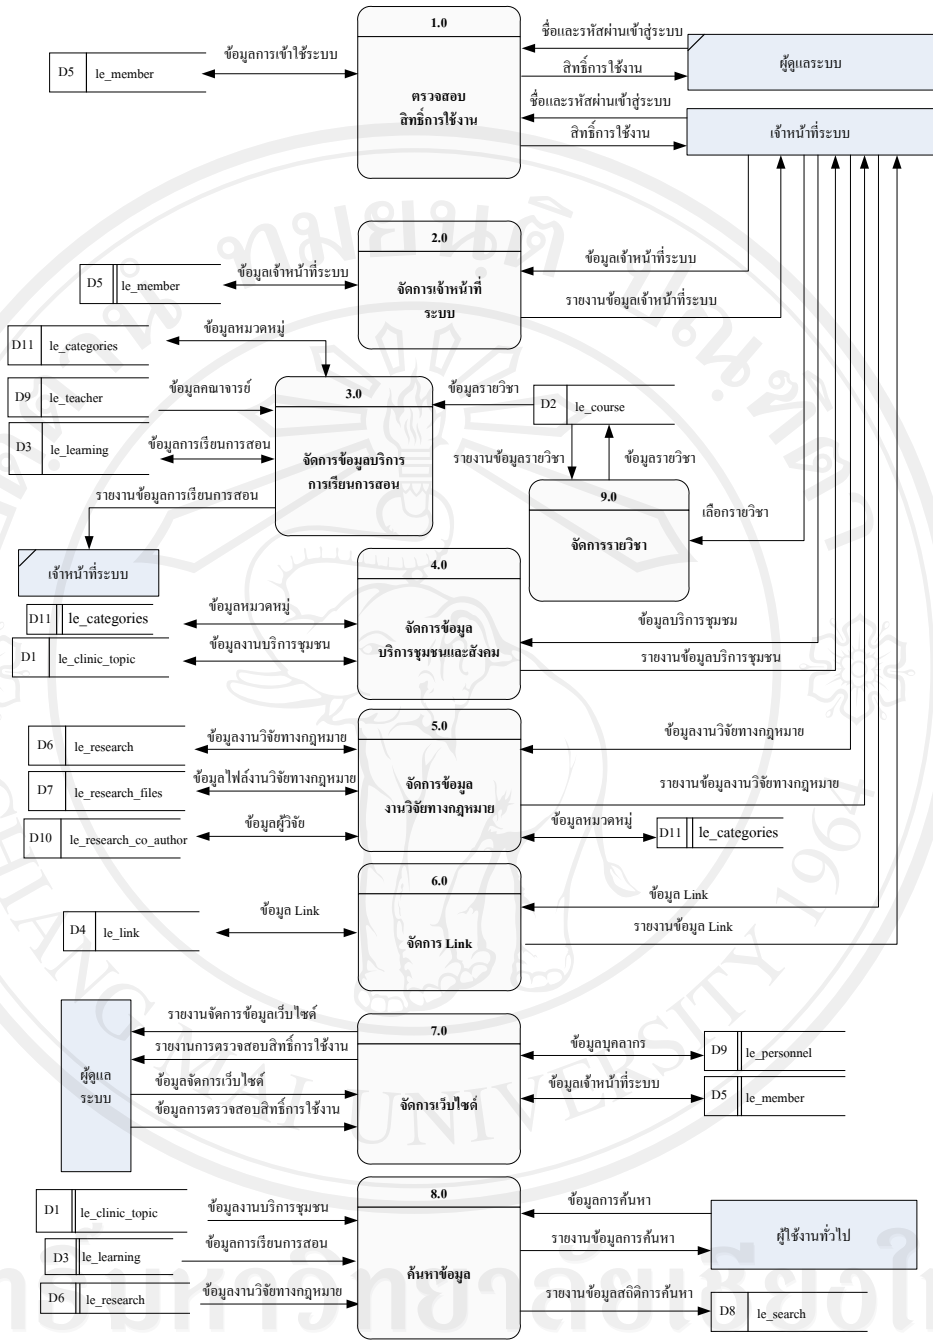 1.0
ตรวจสอบ
สิทธิ์การใช้งาน
D5 le_member
ข้อมูลการเข้าใช้ระบบ
ชื่อและรหัสผ่านเข้าสู่ระบบ
สิทธิ์การใช้งาน
ผู้ดูแลระบบ
ชื่อและรหัสผ่านเข้าสู่ระบบ
สิทธิ์การใช้งาน
เจ้าหน้าที่ระบบ
2.0
จัดการเจ้าหน้าที่
ระบบ
D5 le_member
ข้อมูลเจ้าหน้าที่ระบบ
ข้อมูลเจ้าหน้าที่ระบบ
รายงานข้อมูลเจ้าหน้าที่ระบบ
D11 le_categories
ข้อมูลหมวดหมู่
D9 le_teacher
ข้อมูลคณาจารย์
D3 le_learning
ข้อมูลการเรียนการสอน
รายงานข้อมูลการเรียนการสอน
3.0
จัดการข้อมูลบริการ
การเรียนการสอน
ข้อมูลรายวิชา
D2 le_course
รายงานข้อมูลรายวิชา
ข้อมูลรายวิชา
9.0
จัดการรายวิชา
เลือกรายวิชา
เจ้าหน้าที่ระบบ
4.0
จัดการข้อมูล
บริการชุมชนและสังคม
D11 le_categories
ข้อมูลหมวดหมู่
D1 le_clinic_topic
ข้อมูลงานบริการชุมชน
ข้อมูลบริการชุมชม
รายงานข้อมูลบริการชุมชน
5.0
จัดการข้อมูล
งานวิจัยทางกฎหมาย
D6 le_research
ข้อมูลงานวิจัยทางกฎหมาย
D7 le_research_files
ข้อมูลไฟล์งานวิจัยทางกฎหมาย
D10 le_research_co_author
ข้อมูลผู้วิจัย
ข้อมูลงานวิจัยทางกฎหมาย
รายงานข้อมูลงานวิจัยทางกฎหมาย
ข้อมูลหมวดหมู่
D11 le_categories
6.0
จัดการ Link
D4 le_link
ข้อมูล Link
ข้อมูล Link
รายงานข้อมูล Link
7.0
จัดการเว็บไซต์
ผู้ดูแล
ระบบ
รายงานจัดการข้อมูลเว็บไซต์
รายงานการตรวจสอบสิทธิ์การใช้งาน
ข้อมูลจัดการเว็บไซต์
ข้อมูลการตรวจสอบสิทธิ์การใช้งาน
ข้อมูลบุคลากร
D9 le_personnel
ข้อมูลเจ้าหน้าที่ระบบ
D5 le_member
8.0
ค้นหาข้อมูล
D1 le_clinic_topic
ข้อมูลงานบริการชุมชน
D3 le_learning
ข้อมูลการเรียนการสอน
D6 le_research
ข้อมูลงานวิจัยทางกฎหมาย
ข้อมูลการค้นหา
รายงานข้อมูลการค้นหา
ผู้ใช้งานทั่วไป
รายงานข้อมูลสถิติการค้นหา
D8 le_search
CHIANG MAI UNIVERSITY 1964